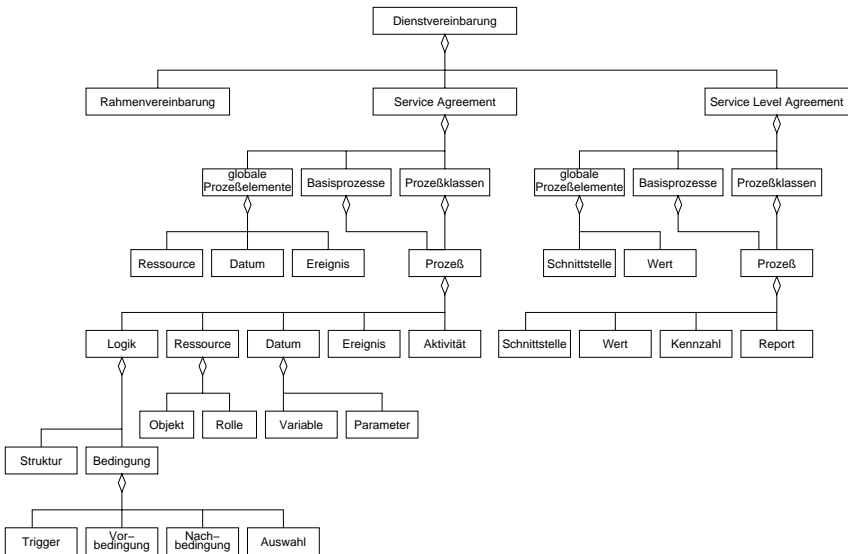 Dienstvereinbarung
Rahmenvereinbarung
Service Agreement
Service Level Agreement
globale
Prozeßelemente
Basisprozesse
Prozeßklassen
globale
Prozeßelemente
Basisprozesse
Prozeßklassen
Ressource
Datum
Ereignis
Prozeß
Schnittstelle
Wert
Prozeß
Logik
Ressource
Datum
Ereignis
Aktivität
Schnittstelle
Wert
Kennzahl
Report
Objekt
Rolle
Variable
Parameter
Struktur
Bedingung
Trigger
Vor–
bedingung
Nach–
bedingung
Auswahl